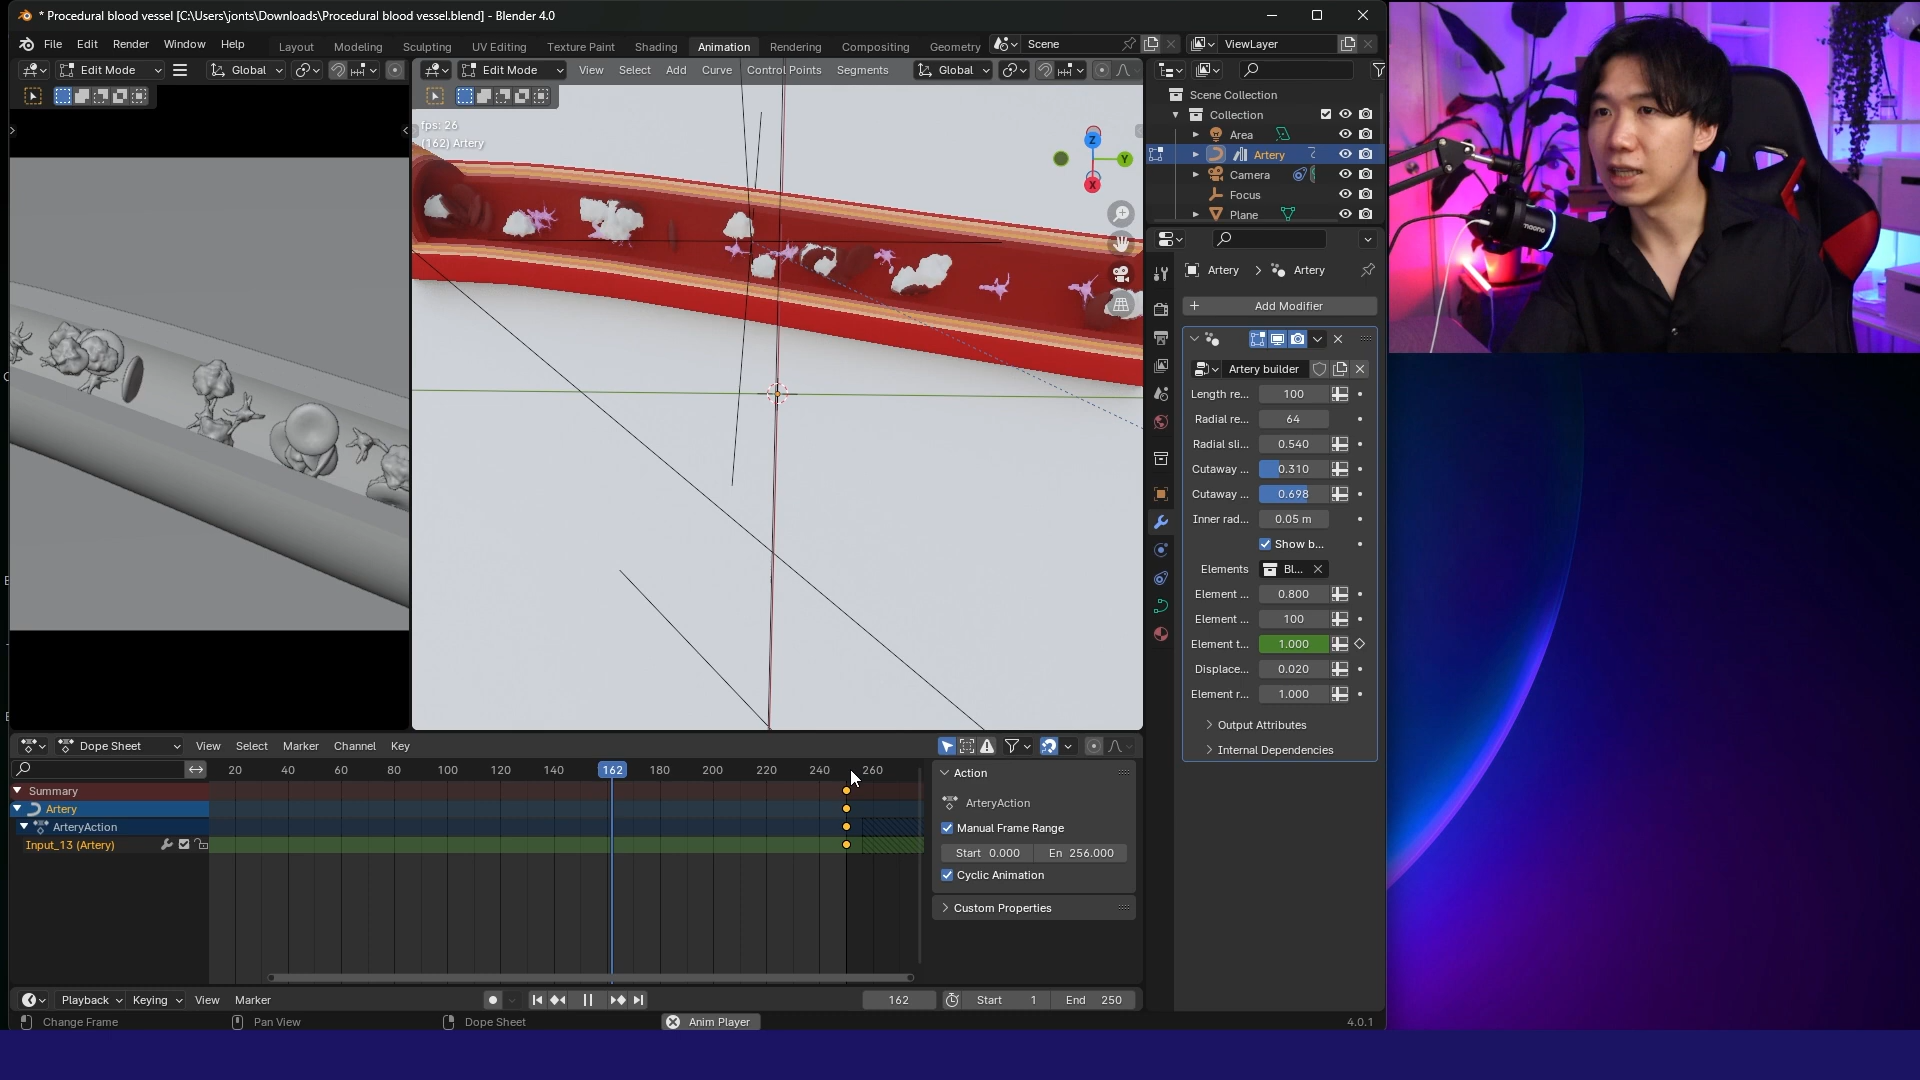 * Procedural blood vessel [C:\Users\jonts\Downloads\Procedural blood vessel.blend] - Blender 4.0
File Edit Render Window Help Layout Modeling Sculpting UV Editing Texture Paint Shading Animation Rendering Compositing Geometry Scene ViewLayer
Edit Mode Global Edit Mode View Select Add Curve Control Points Segments Global
fps: 26
(162) Artery
Z
Y
X
Scene Collection
Collection
Area
Artery
Camera
Focus
Plane
Artery > Artery
+ Add Modifier
Artery builder
Length re... 100
Radial re... 64
Radial sli... 0.540
Cutaway ... 0.310
Cutaway ... 0.698
Inner rad... 0.05 m
Show b...
Elements Bl...
Element ... 0.800
Element ... 100
Element t... 1.000
Displace... 0.020
Element r... 1.000
Output Attributes
Internal Dependencies
maono
Dope Sheet View Select Marker Channel Key
20 40 60 80 100 120 140 162 180 200 220 240 260
Summary
Artery
ArteryAction
Input_13 (Artery)
Action
ArteryAction
Manual Frame Range
Start 0.000 En 256.000
Cyclic Animation
Custom Properties
Playback Keying View Marker 162 Start 1 End 250
Change Frame Pan View Dope Sheet Anim Player 4.0.1